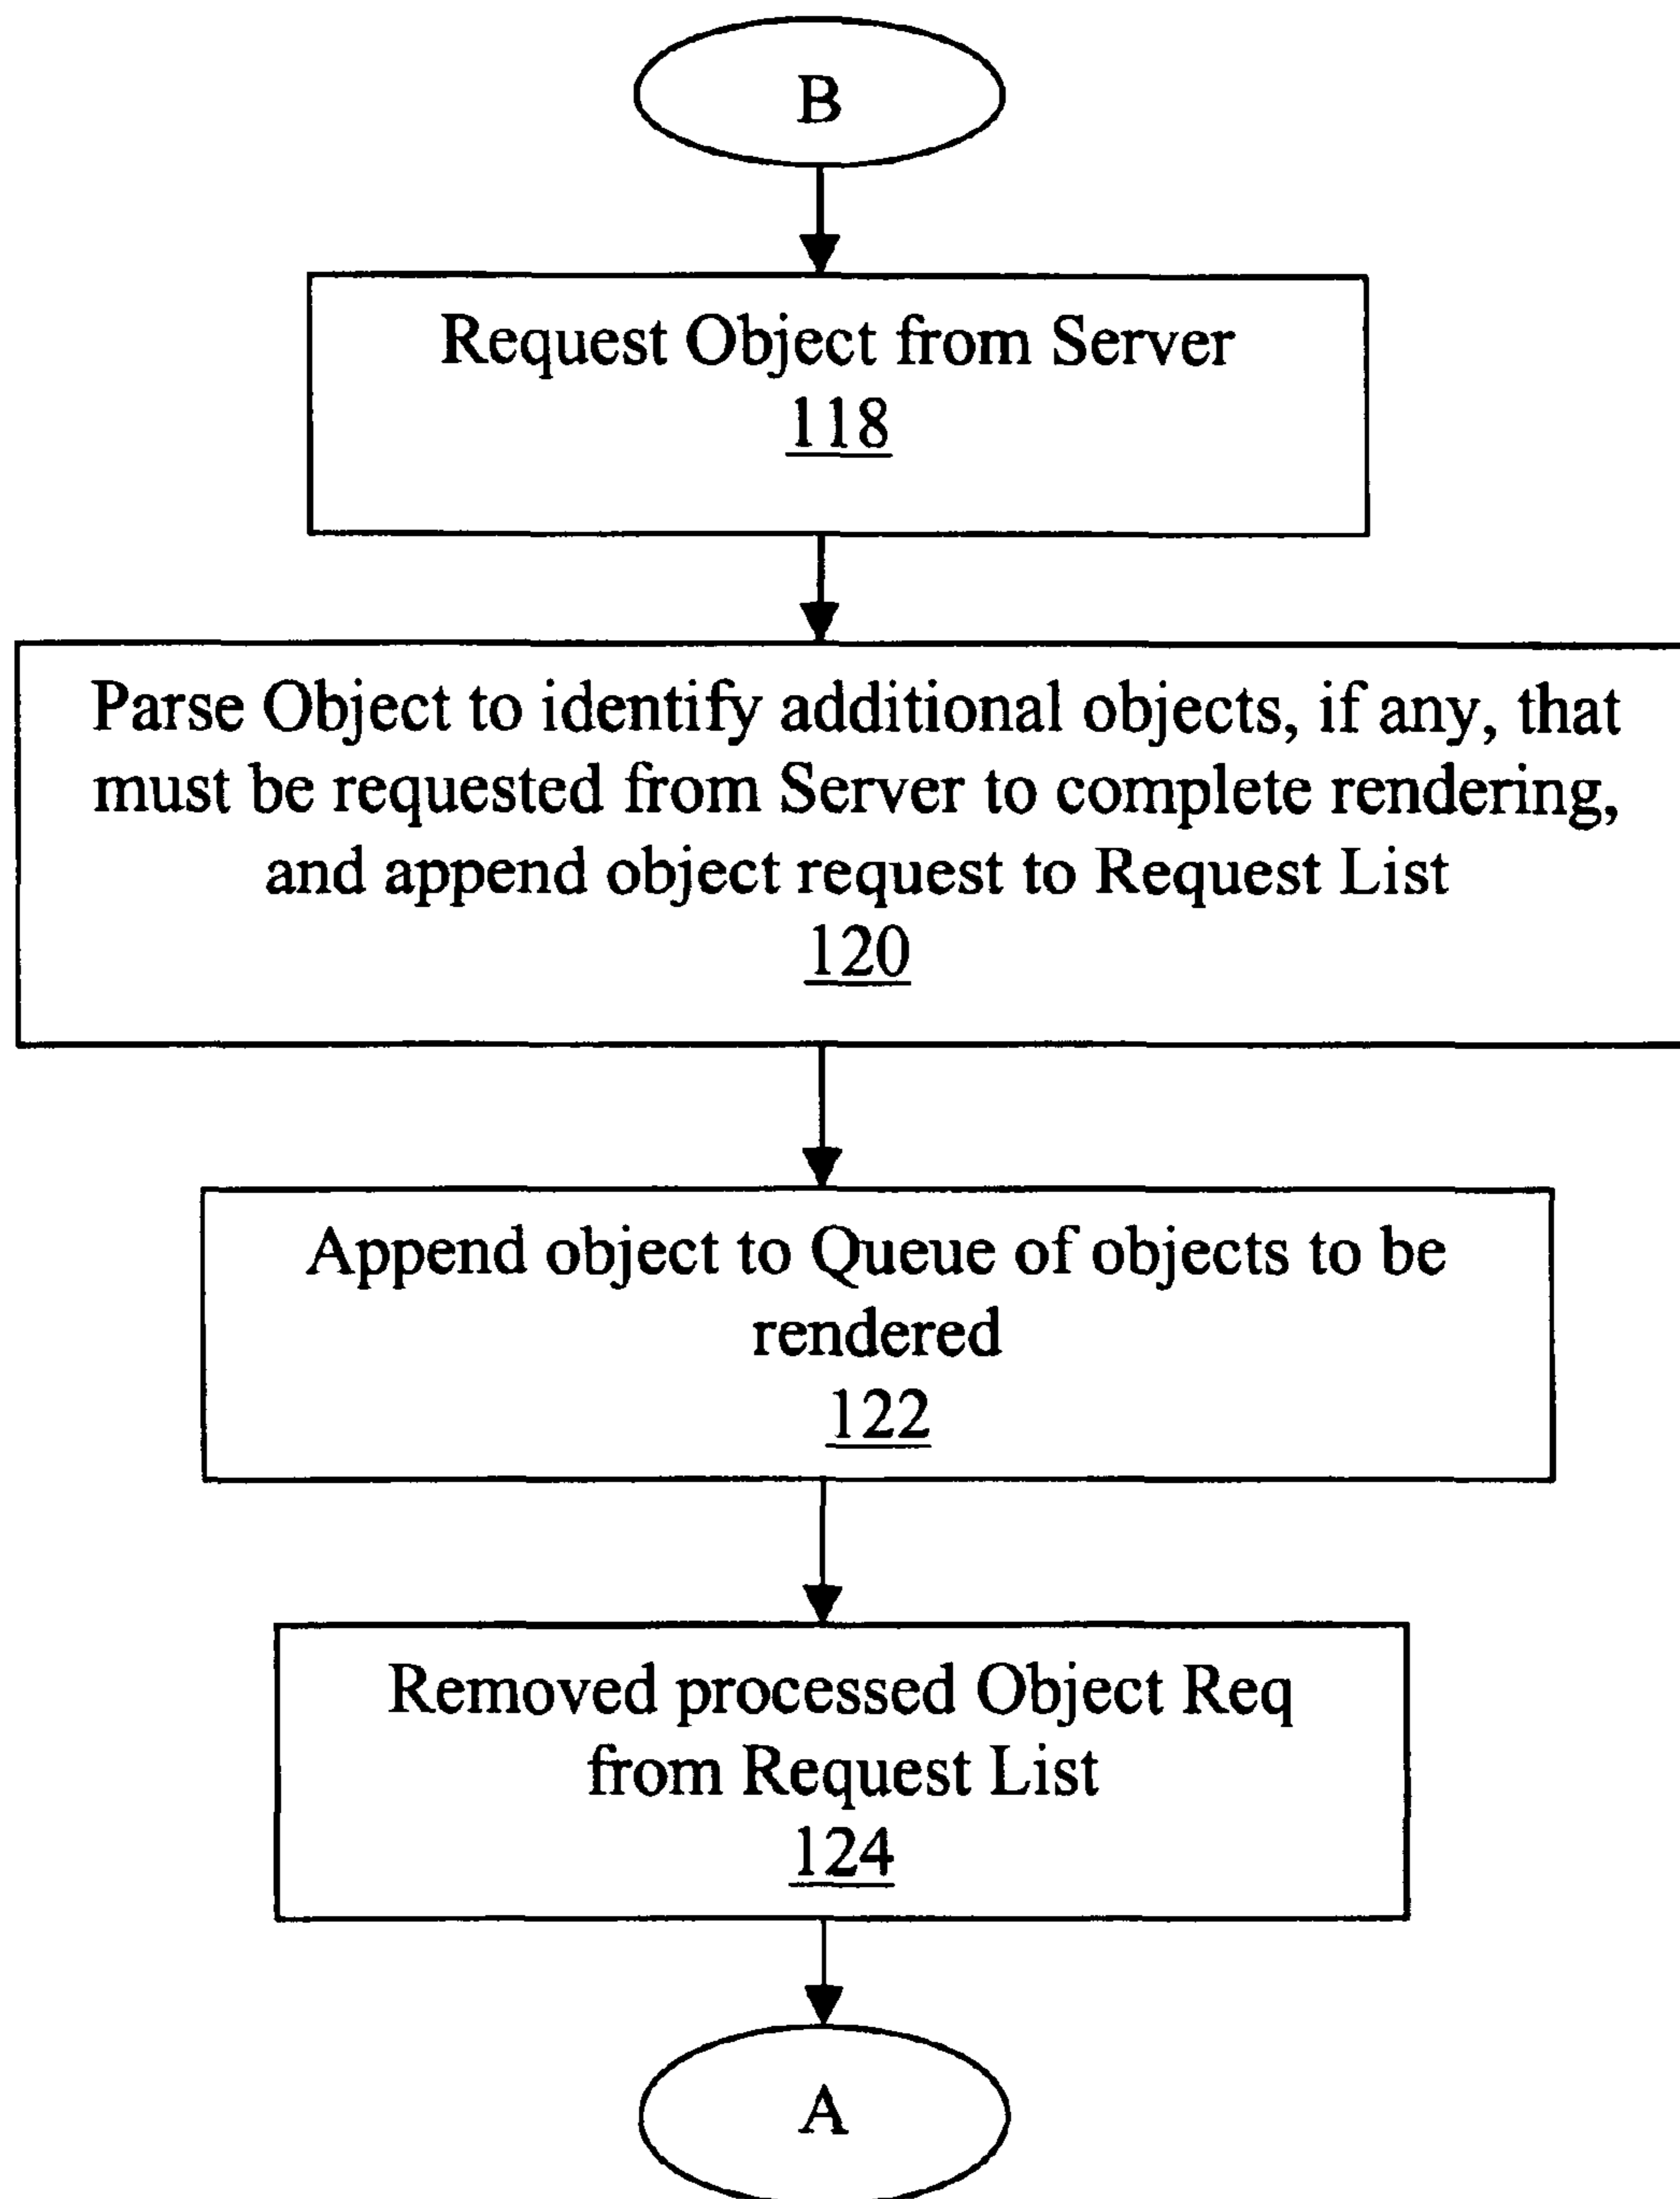 B
Request Object from Server
118
Parse Object to identify additional objects, if any, that
must be requested from Server to complete rendering,
and append object request to Request List
120
Append object to Queue of objects to be
rendered
122
Removed processed Object Req
from Request List
124
A